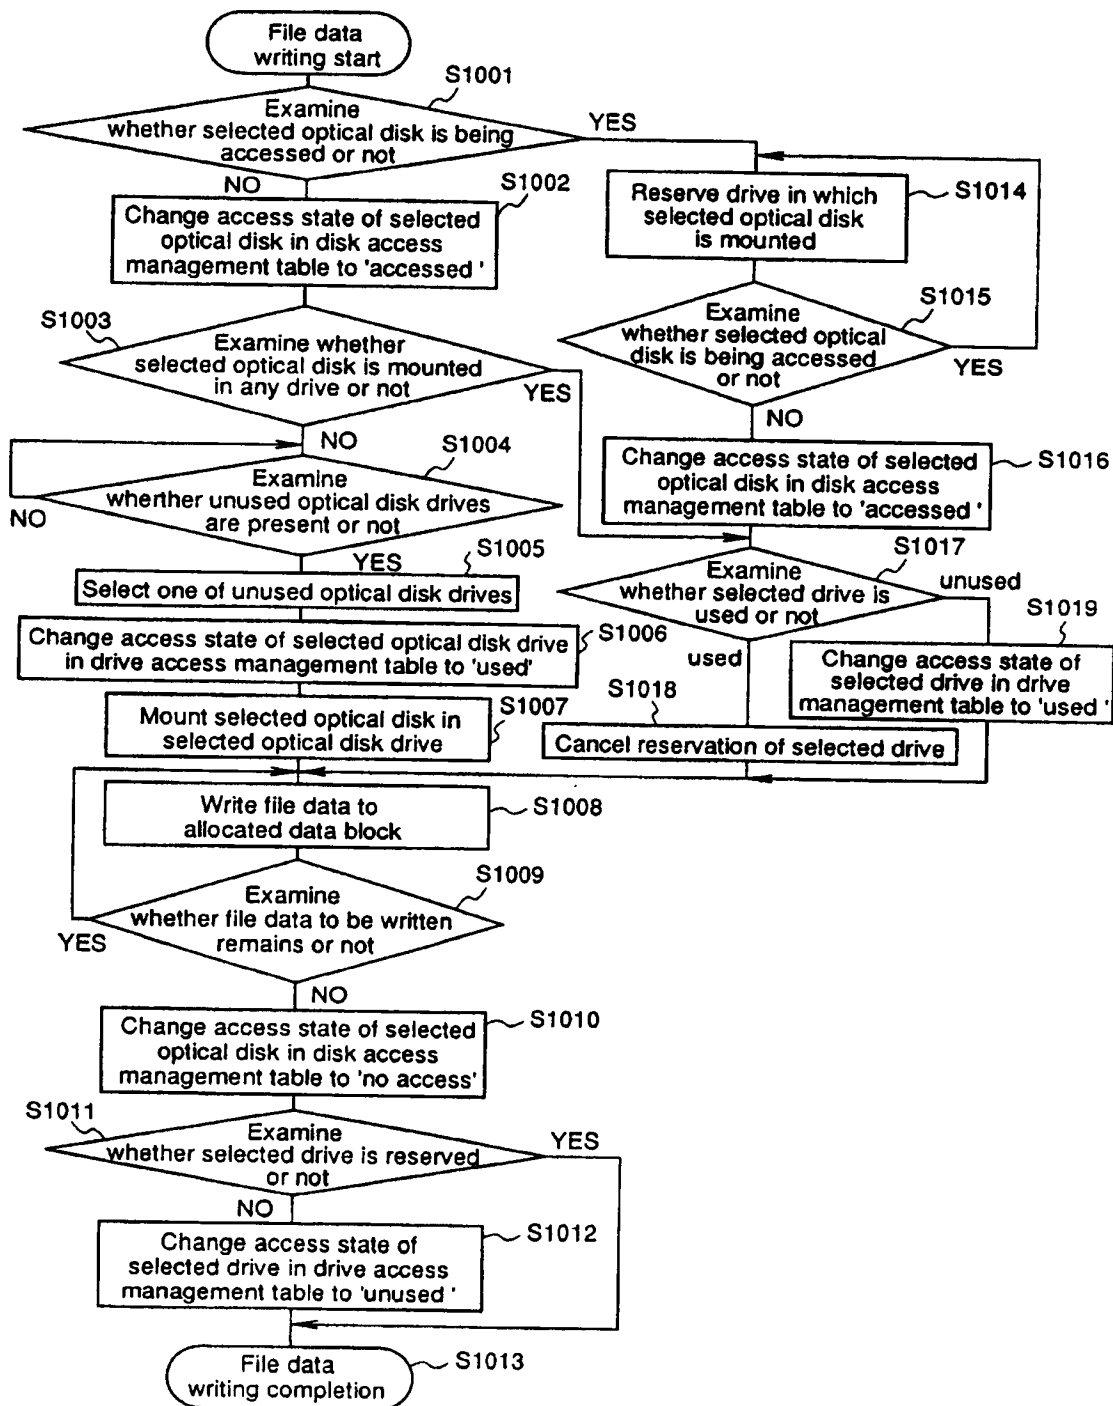 File data
writing start
S1001
Examine
whether selected optical disk is being
accessed or not
YES
NO
S1002
Change access state of selected
optical disk in disk access
management table to 'accessed '
S1014
Reserve drive in which
selected optical disk
is mounted
S1003
Examine whether
selected optical disk is mounted
in any drive or not
YES
NO
S1015
Examine
whether selected optical
disk is being accessed
or not
YES
NO
S1004
Examine
wherther unused optical disk drives
are present or not
NO
YES
S1016
Change access state of selected
optical disk in disk access
management table to 'accessed '
S1005
Select one of unused optical disk drives
S1017
Examine
whether selected drive is
used or not
unused
used
S1006
Change access state of selected optical disk drive
in drive access management table to 'used'
S1019
Change access state of
selected drive in drive
management table to 'used '
S1007
Mount selected optical disk in
selected optical disk drive
S1018
Cancel reservation of selected drive
Write file data to
allocated data block
S1008
S1009
Examine
whether file data to be written
remains or not
YES
NO
Change access state of selected
optical disk in disk access
management table to 'no access'
S1010
S1011
Examine
whether selected drive is reserved
or not
YES
NO
Change access state of
selected drive in drive access
management table to 'unused '
S1012
File data
writing completion
S1013